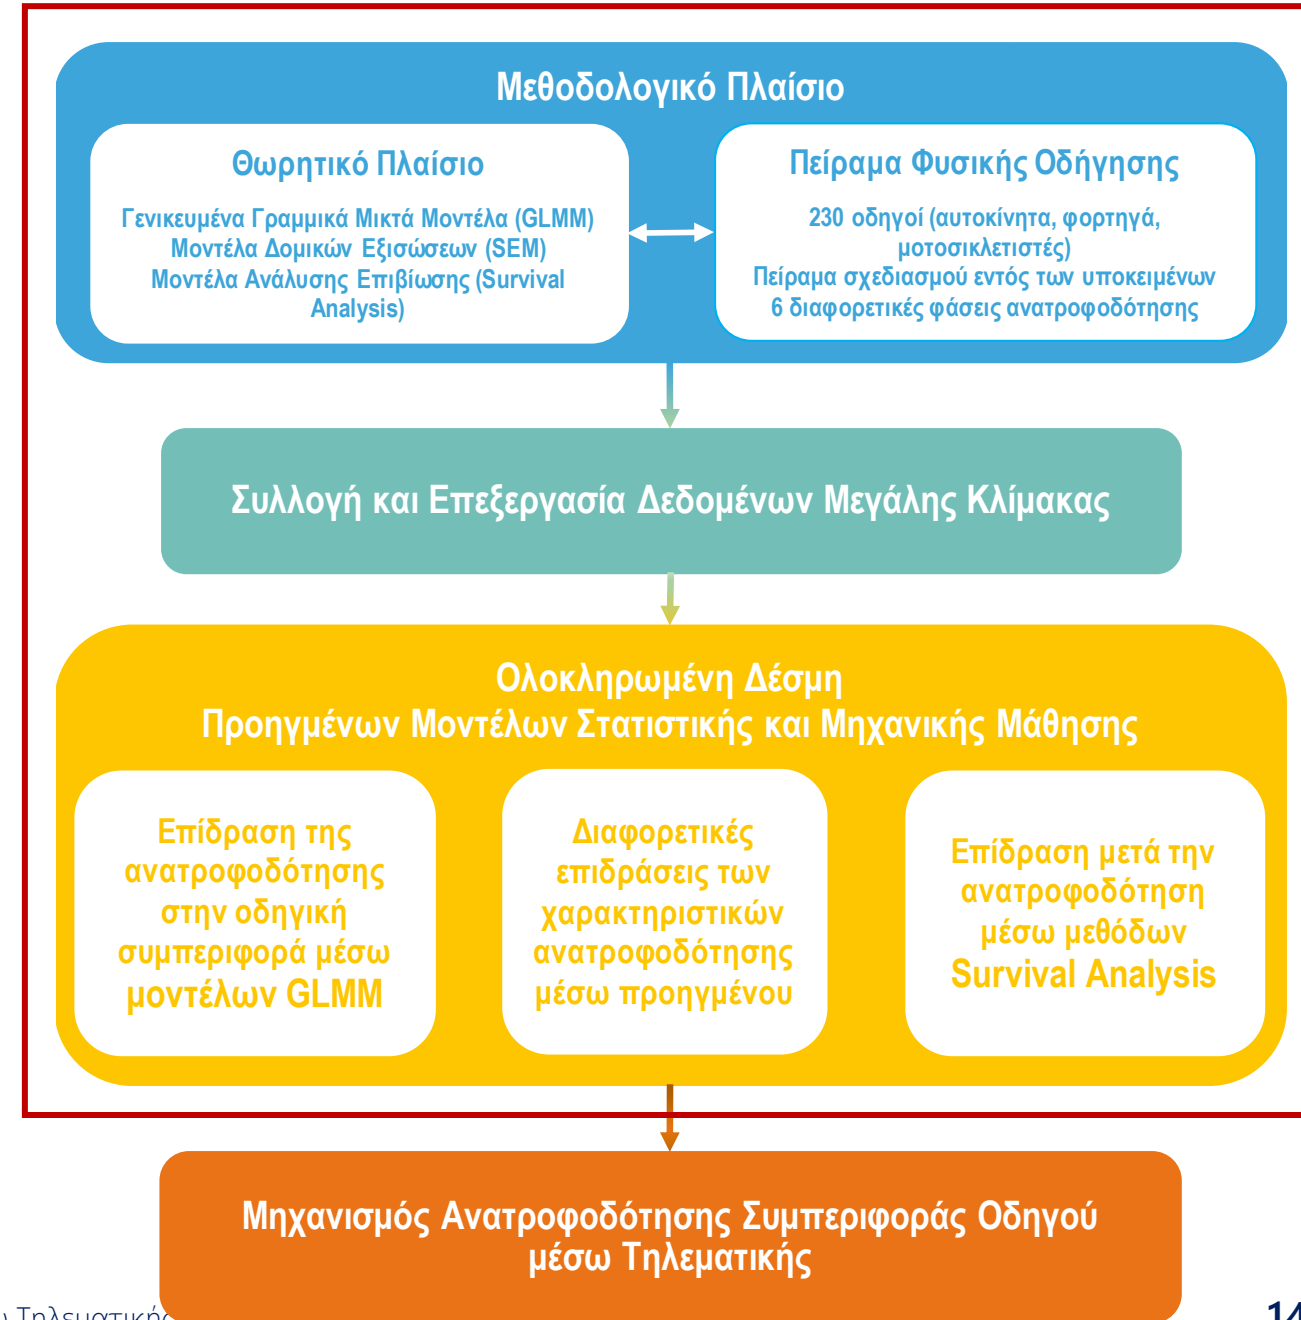 Μεθοδολογικό Πλαίσιο
Θωρητικό Πλαίσιο
Γενικευμένα Γραμμικά Μικτά Μοντέλα (GLMM)
Μοντέλα Δομικών Εξισώσεων (SEM)
Μοντέλα Ανάλυσης Επιβίωσης (Survival
Analysis)
Πείραμα Φυσικής Οδήγησης
230 οδηγοί (αυτοκίνητα, φορτηγά,
μοτοσικλετιστές)
Πείραμα σχεδιασμού εντός των υποκειμένων
6 διαφορετικές φάσεις ανατροφοδότησης
Συλλογή και Επεξεργασία Δεδομένων Μεγάλης Κλίμακας
Ολοκληρωμένη Δέσμη
Προηγμένων Μοντέλων Στατιστικής και Μηχανικής Μάθησης
Επίδραση της
ανατροφοδότησης
στην οδηγική
συμπεριφορά μέσω
μοντέλων GLMM
Διαφορετικές
επιδράσεις των
χαρακτηριστικών
ανατροφοδότησης
μέσω προηγμένου
Επίδραση μετά την
ανατροφοδότηση
μέσω μεθόδων
Survival Analysis
Μηχανισμός Ανατροφοδότησης Συμπεριφοράς Οδηγού
μέσω Τηλεματικής
Τηλεματικής
14